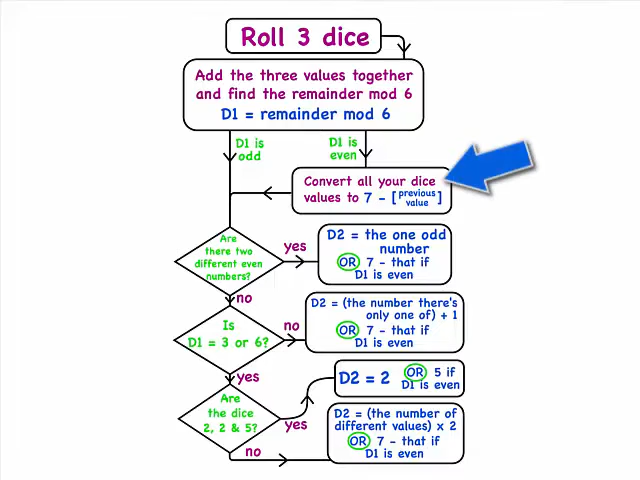 Roll 3 dice
Add the three values together
and find the remainder mod 6
D1 = remainder mod 6
D1 is
odd
D1 is
even
Convert all your dice
values to 7 - [previous value]
Are
there two
different even
numbers?
yes
D2 = the one odd
number
OR 7 - that if
D1 is even
no
Is
D1 = 3 or 6?
no
D2 = (the number there's
only one of) + 1
OR 7 - that if
D1 is even
yes
Are
the dice
2, 2 & 5?
yes
D2 = 2 OR 5 if
D1 is even
no
D2 = (the number of
different values) x 2
OR 7 - that if
D1 is even